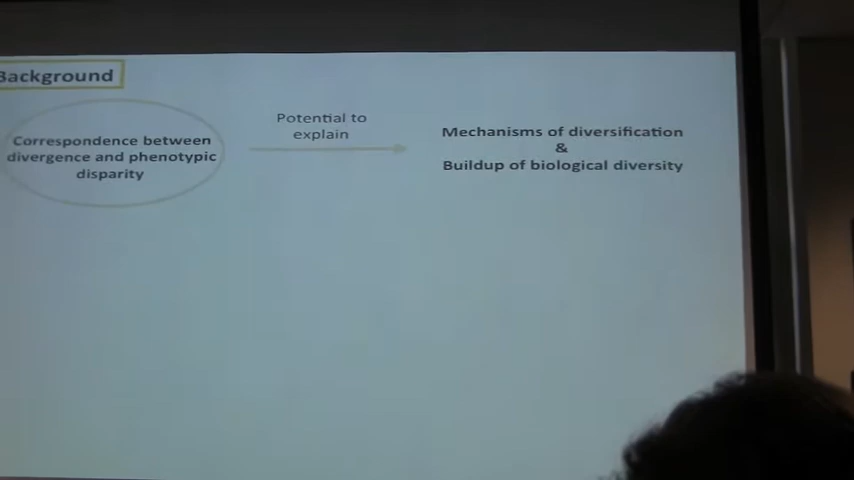 Background
Correspondence between
divergence and phenotypic
disparity
Potential to
explain
Mechanisms of diversification
&
Buildup of biological diversity